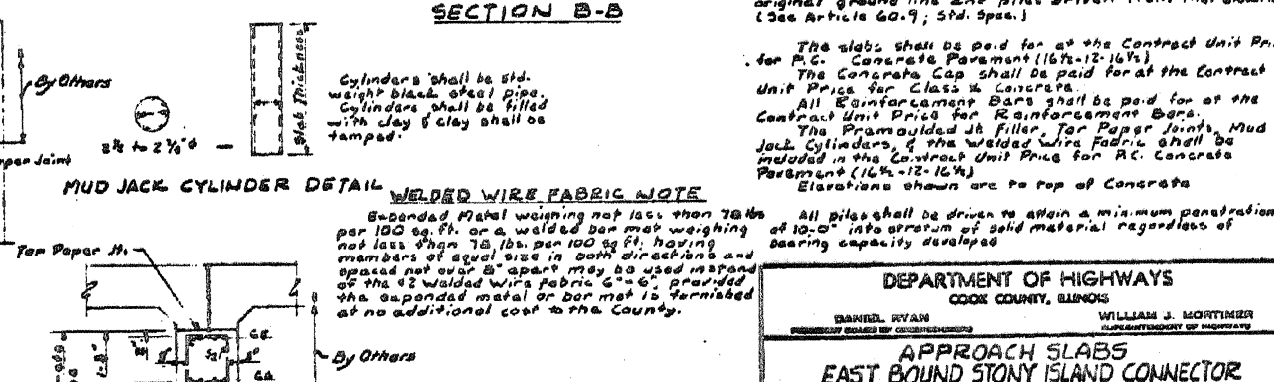 SECTION B-B
By Others
Slab Thickness
Cylinders shall be std.
weight black steel pipe.
Cylinders shall be filled
with clay & clay shall be
tamped.
Joint
MUD JACK CYLINDER DETAIL
WELDED WIRE FABRIC NOTE
Expanded Metal weighing not less than 78 lbs
per 100 sq. ft. or a welded bar mat weighing
not less than 78 lbs. per 100 sq ft. having
members of equal size in both directions and
spaced not over 8" apart may be used instead
of the #2 Welded Wire fabric 6"x6", provided
the expanded metal or bar mat is furnished
at no additional cost to the County.
Tar Paper Jt.
By Others
original ground line and piles driven from
(See Article 60.9; Std. Spec.)
The slabs shall be paid for at the Contract Unit Pri
for P.C. Concrete Pavement (16½-12-16½)
The Concrete Cap shall be paid for at the Contract
Unit Price for Class X Concrete.
All Reinforcement Bars shall be paid for at the
Contract Unit Price for Reinforcement Bars.
The Premoulded Jt Filler, Tar Paper Joints, Mud
Jack Cylinders, & the Welded Wire Fabric shall be
included in the Contract Unit Price for P.C. Concrete
Pavement (16½-12-16½)
Elevations shown are to top of Concrete
All piles shall be driven to attain a minimum penetration
of 10'-0" into stratum of solid material regardless of
bearing capacity developed
DEPARTMENT OF HIGHWAYS
COOK COUNTY, ILLINOIS
DANIEL RYAN
WILLIAM J. MORTIMER
SUPERINTENDENT OF HIGHWAYS
APPROACH SLABS
EAST BOUND STONY ISLAND CONNECTOR